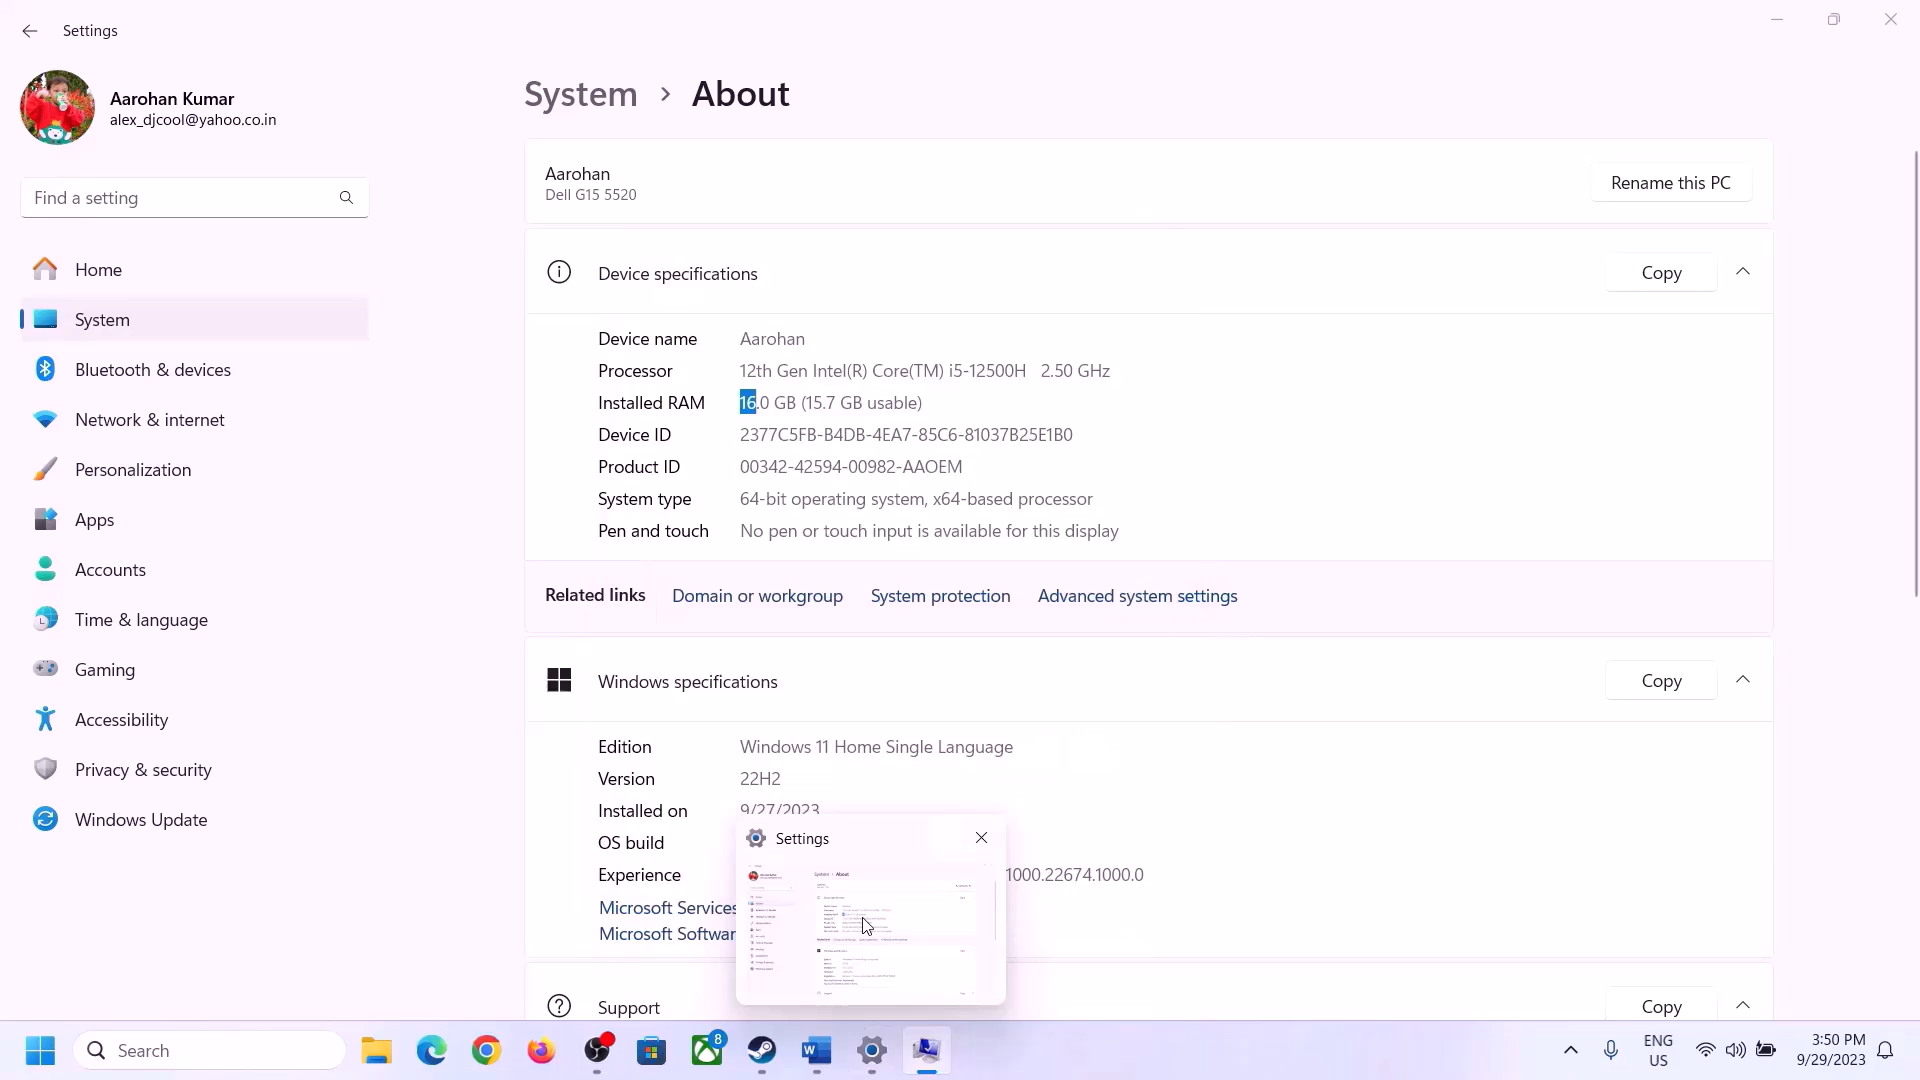 Settings
Aarohan Kumar
alex_djcool@yahoo.co.in
Find a setting
Home
System
Bluetooth & devices
Network & internet
Personalization
Apps
Accounts
Time & language
Gaming
Accessibility
Privacy & security
Windows Update
System > About
Aarohan
Dell G15 5520
Rename this PC
Device specifications
Copy
Device name Aarohan
Processor 12th Gen Intel(R) Core(TM) i5-12500H 2.50 GHz
Installed RAM 16.0 GB (15.7 GB usable)
Device ID 2377C5FB-B4DB-4EA7-85C6-81037B25E1B0
Product ID 00342-42594-00982-AAOEM
System type 64-bit operating system, x64-based processor
Pen and touch No pen or touch input is available for this display
Related links Domain or workgroup System protection Advanced system settings
Windows specifications
Copy
Edition Windows 11 Home Single Language
Version 22H2
Installed on 9/27/2023
OS build
Experience 1000.22674.1000.0
Microsoft Services
Microsoft Softwar
Settings
System > About
Support
Copy
Search
8
ENG
US
3:50 PM
9/29/2023